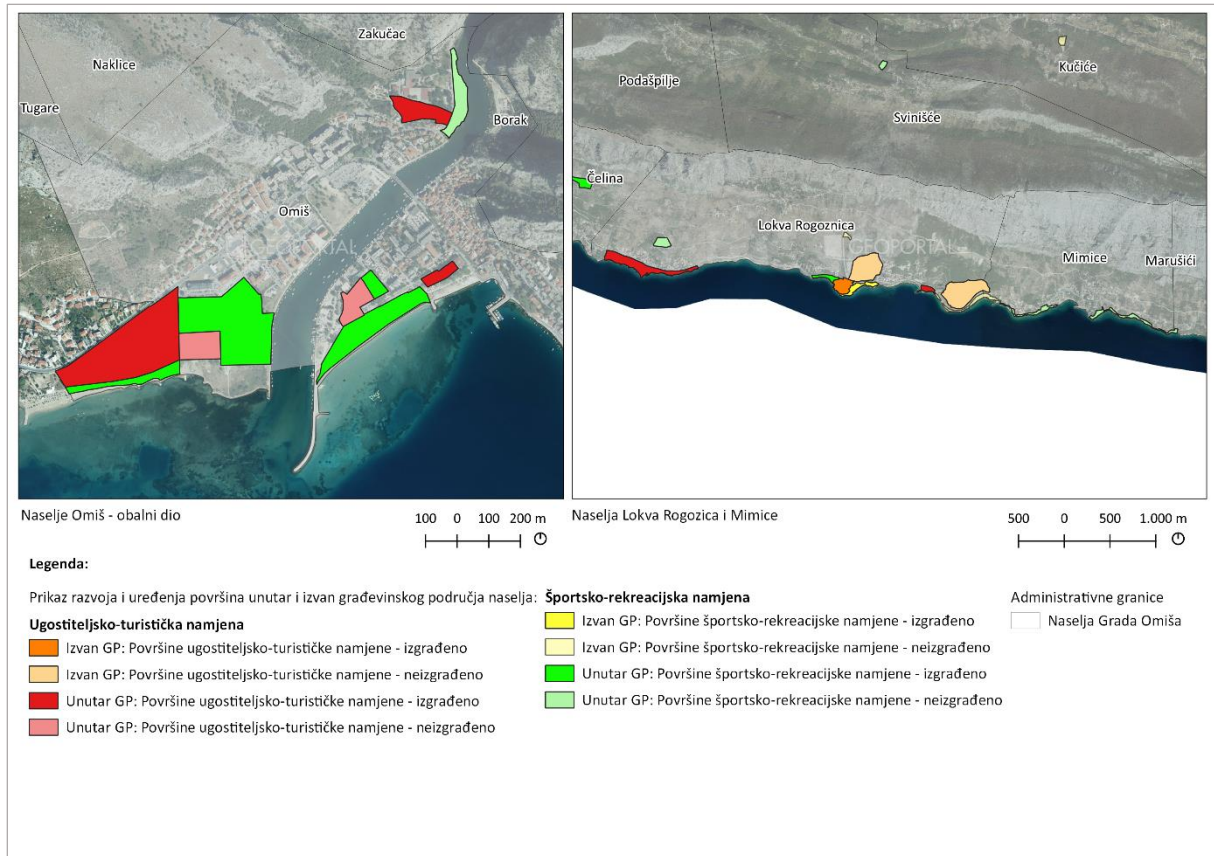 Zakučac
Naklice
Tugare
Borak
Omiš
GEOPORTAL
Kučiće
Podašpilje
Svinišće
Čelina
Lokva Rogoznica
GEOPORTAL
Mimice
Marušići
Naselje Omiš - obalni dio
100 0 100 200 m
Naselja Lokva Rogozica i Mimice
500 0 500 1.000 m
Legenda:
Prikaz razvoja i uređenja površina unutar i izvan građevinskog područja naselja:
Ugostiteljsko-turistička namjena
Izvan GP: Površine ugostiteljsko-turističke namjene - izgrađeno
Izvan GP: Površine ugostiteljsko-turističke namjene - neizgrađeno
Unutar GP: Površine ugostiteljsko-turističke namjene - izgrađeno
Unutar GP: Površine ugostiteljsko-turističke namjene - neizgrađeno
Športsko-rekreacijska namjena
Izvan GP: Površine športsko-rekreacijske namjene - izgrađeno
Izvan GP: Površine športsko-rekreacijske namjene - neizgrađeno
Unutar GP: Površine športsko-rekreacijske namjene - izgrađeno
Unutar GP: Površine športsko-rekreacijske namjene - neizgrađeno
Administrativne granice
Naselja Grada Omiša